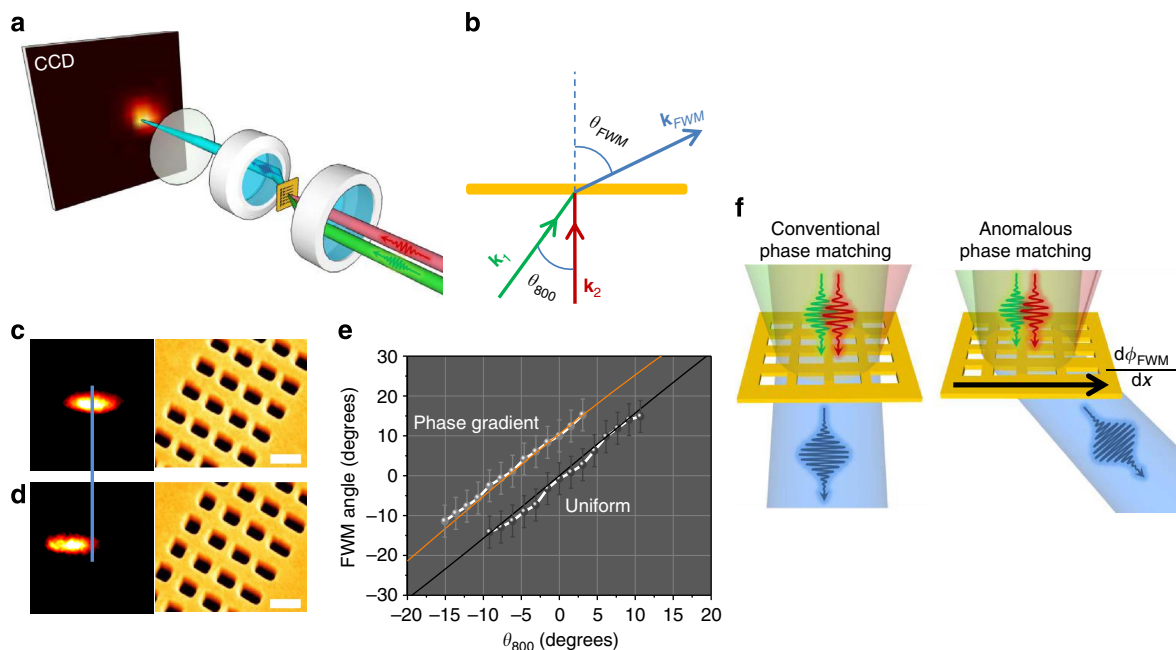 a
CCD
b
θFWM
kFWM
k1
θ800
k2
c
d
e
FWM angle (degrees)
30
20
10
0
−10
−20
−30
Phase gradient
Uniform
−20 −15 −10 −5 0 5 10 15 20
θ800 (degrees)
f
Conventional
phase matching
Anomalous
phase matching
dϕFWM
dx